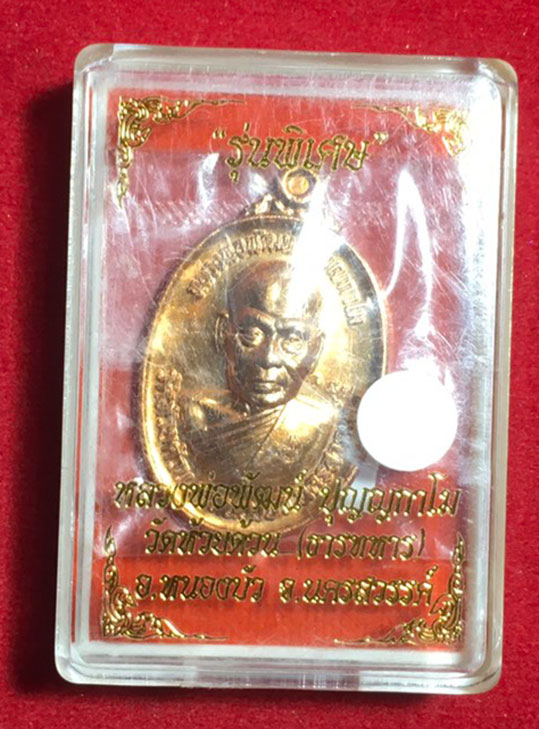 "รุ่นพิเศษ"
หลวงพ่อพัฒน์ ปุญญกาโม
วัดห้วยด้วน (ธารทหาร)
อ.หนองบัว จ.นครสวรรค์